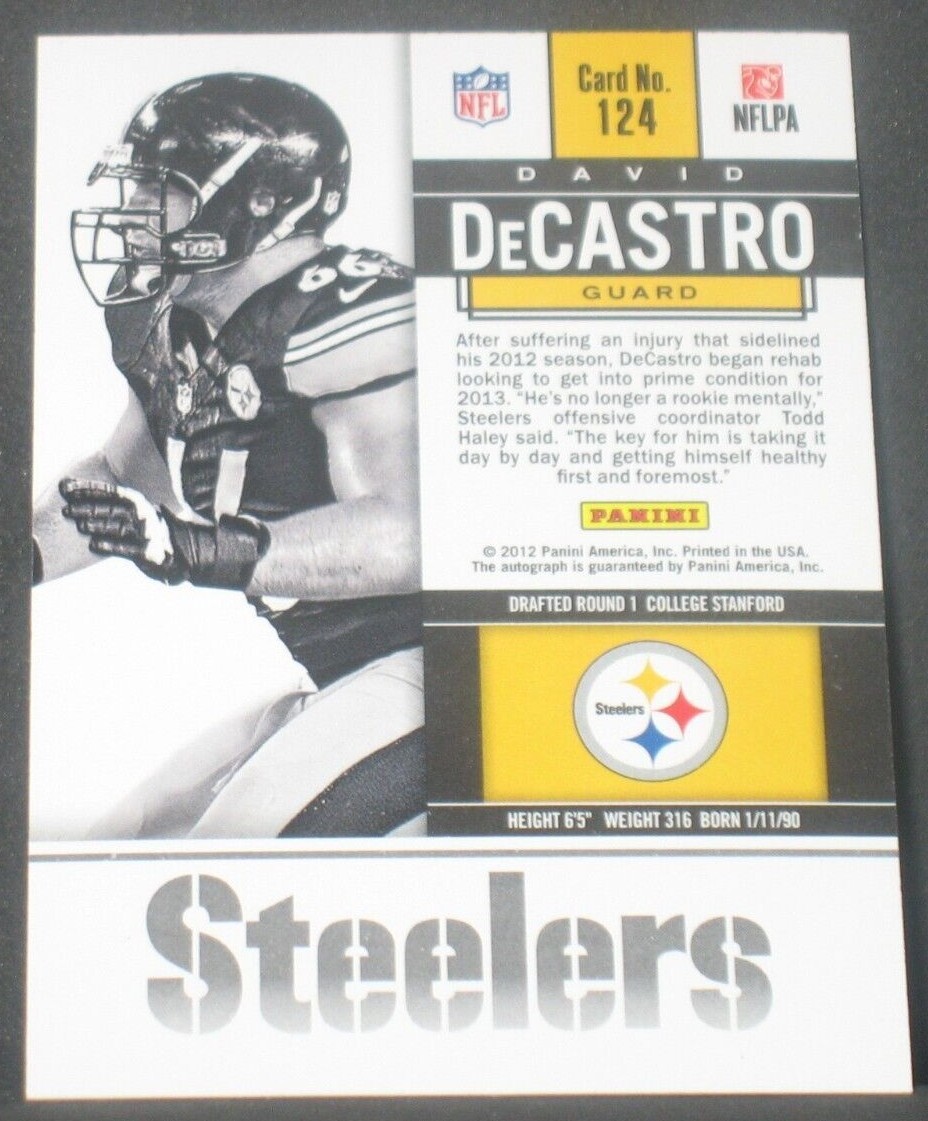 NFL
Card No.
124
NFLPA
DAVID
DeCASTRO
GUARD
66
After suffering an injury that sidelined
his 2012 season, DeCastro began rehab
looking to get into prime condition for
2013. “He's no longer a rookie mentally,”
Steelers offensive coordinator Todd
Haley said. “The key for him is taking it
day by day and getting himself healthy
first and foremost.”
PANINI
© 2012 Panini America, Inc. Printed in the USA.
The autograph is guaranteed by Panini America, Inc.
DRAFTED ROUND 1 COLLEGE STANFORD
Steelers
HEIGHT 6'5" WEIGHT 316 BORN 1/11/90
Steelers